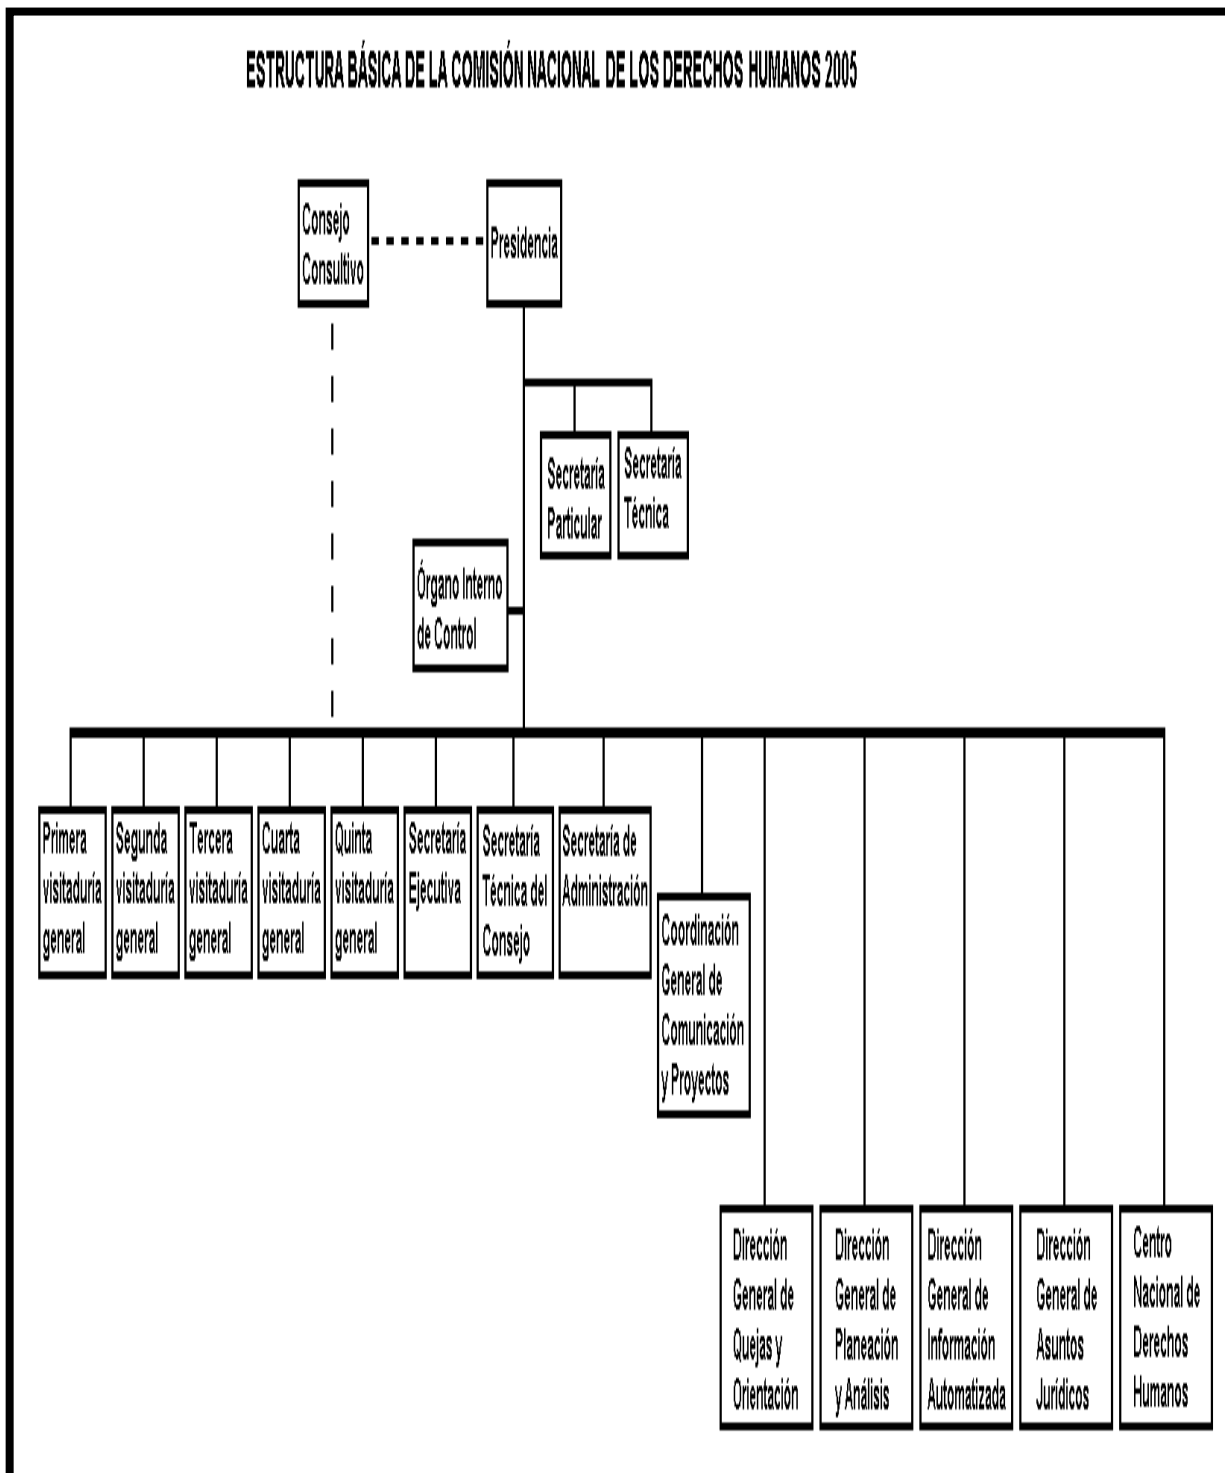 ESTRUCTURA BÁSICA DE LA COMISIÓN NACIONAL DE LOS DERECHOS HUMANOS 2005
Consejo
Consultivo
Presidencia
Secretaría
Particular
Secretaría
Técnica
Órgano Interno
de Control
Primera
visitaduría
general
Segunda
visitaduría
general
Tercera
visitaduría
general
Cuarta
visitaduría
general
Quinta
visitaduría
general
Secretaría
Ejecutiva
Secretaría
Técnica del
Consejo
Secretaría de
Administración
Coordinación
General de
Comunicación
y Proyectos
Dirección
General de
Quejas y
Orientación
Dirección
General de
Planeación
y Análisis
Dirección
General de
Información
Automatizada
Dirección
General de
Asuntos
Jurídicos
Centro
Nacional de
Derechos
Humanos